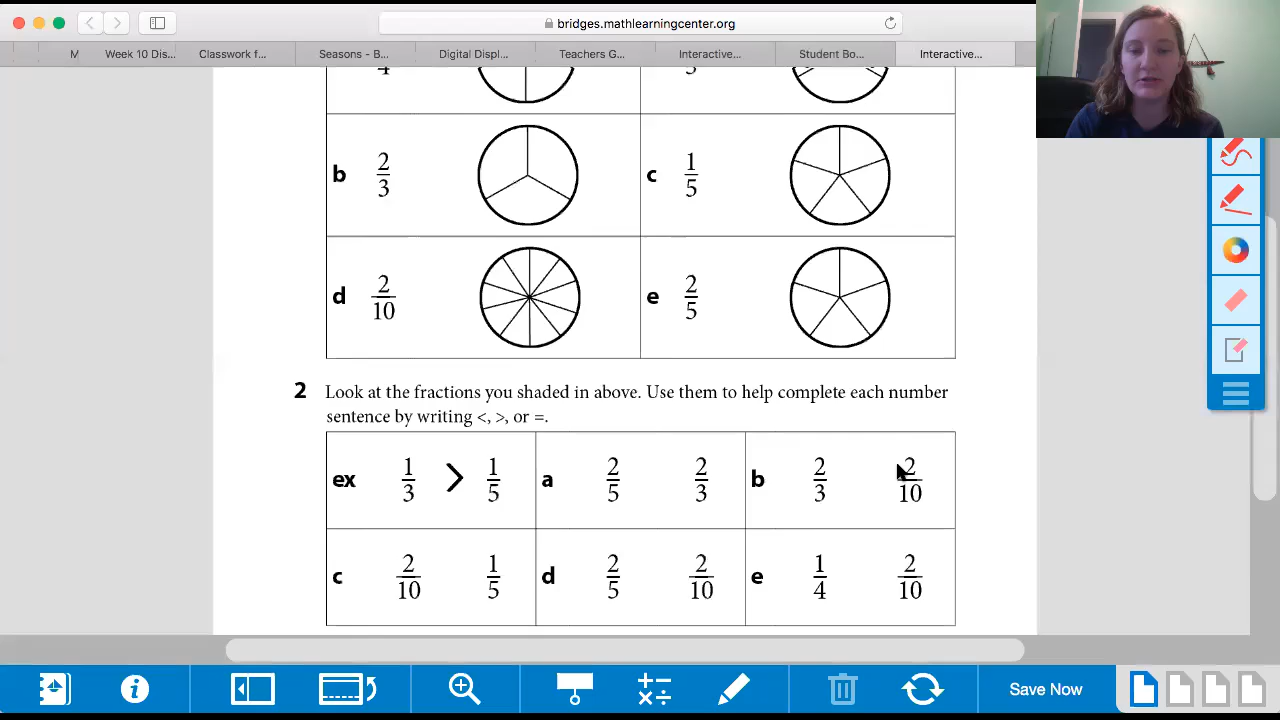 bridges.mathlearningcenter.org
M Week 10 Dis... Classwork f... Seasons - B... Digital Displ... Teachers G... Interactive... Student Bo... Interactive...
4
b 2/3 c 1/5
d 2/10 e 2/5
2 Look at the fractions you shaded in above. Use them to help complete each number
sentence by writing <, >, or =.
ex 1/3 > 1/5 a 2/5 2/3 b 2/3 2/10
c 2/10 1/5 d 2/5 2/10 e 1/4 2/10
Save Now